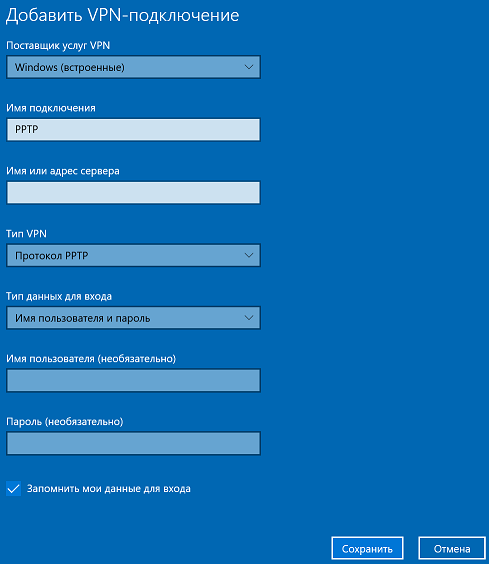 Добавить VPN-подключение
Поставщик услуг VPN
Windows (встроенные)
Имя подключения
PPTP
Имя или адрес сервера
Тип VPN
Протокол PPTP
Тип данных для входа
Имя пользователя и пароль
Имя пользователя (необязательно)
Пароль (необязательно)
Запомнить мои данные для входа
Сохранить
Отмена